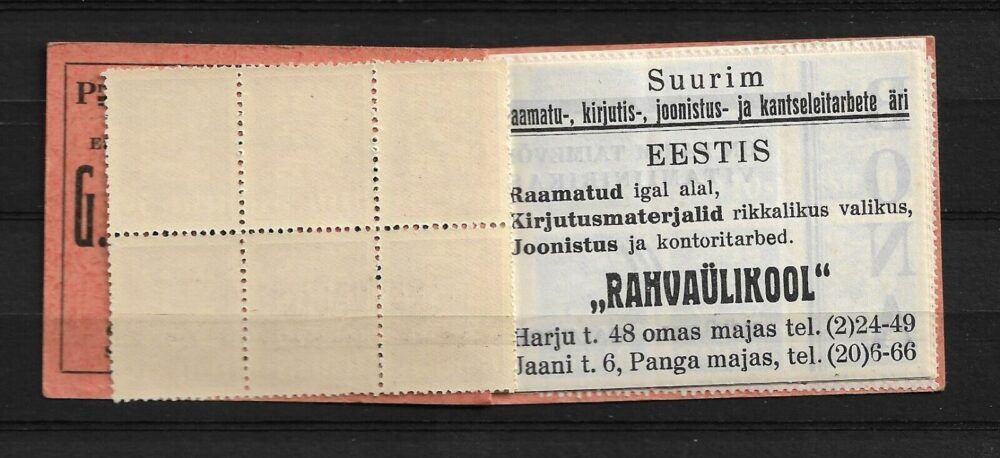 G.
Suurim
aamatu-, kirjutis-, joonistus- ja kantseleitarbete äri
EESTIS
Raamatud igal alal,
Kirjutusmaterjalid rikkalikus valikus,
Joonistus ja kontoritarbed.
„RAHVAÜLIKOOL“
Harju t. 48 omas majas tel. (2)24-49
Jaani t. 6, Panga majas, tel. (20)6-66